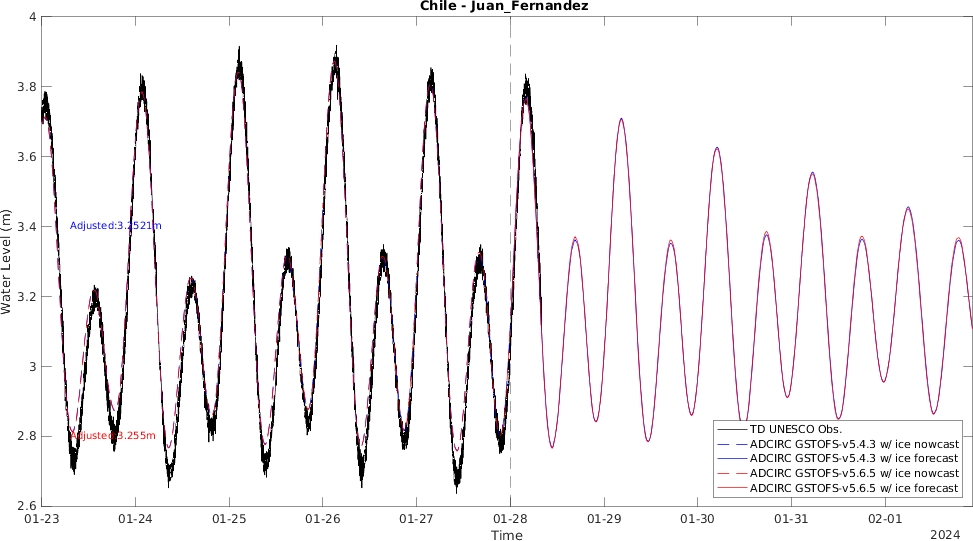 Chile - Juan_Fernandez
4
3.8
3.6
3.4
3.2
3
2.8
2.6
Water Level (m)
Adjusted:3.2521m
Adjusted:3.255m
TD UNESCO Obs.
ADCIRC GSTOFS-v5.4.3 w/ ice nowcast
ADCIRC GSTOFS-v5.4.3 w/ ice forecast
ADCIRC GSTOFS-v5.6.5 w/ ice nowcast
ADCIRC GSTOFS-v5.6.5 w/ ice forecast
01-23 01-24 01-25 01-26 01-27 01-28 01-29 01-30 01-31 02-01
Time
2024